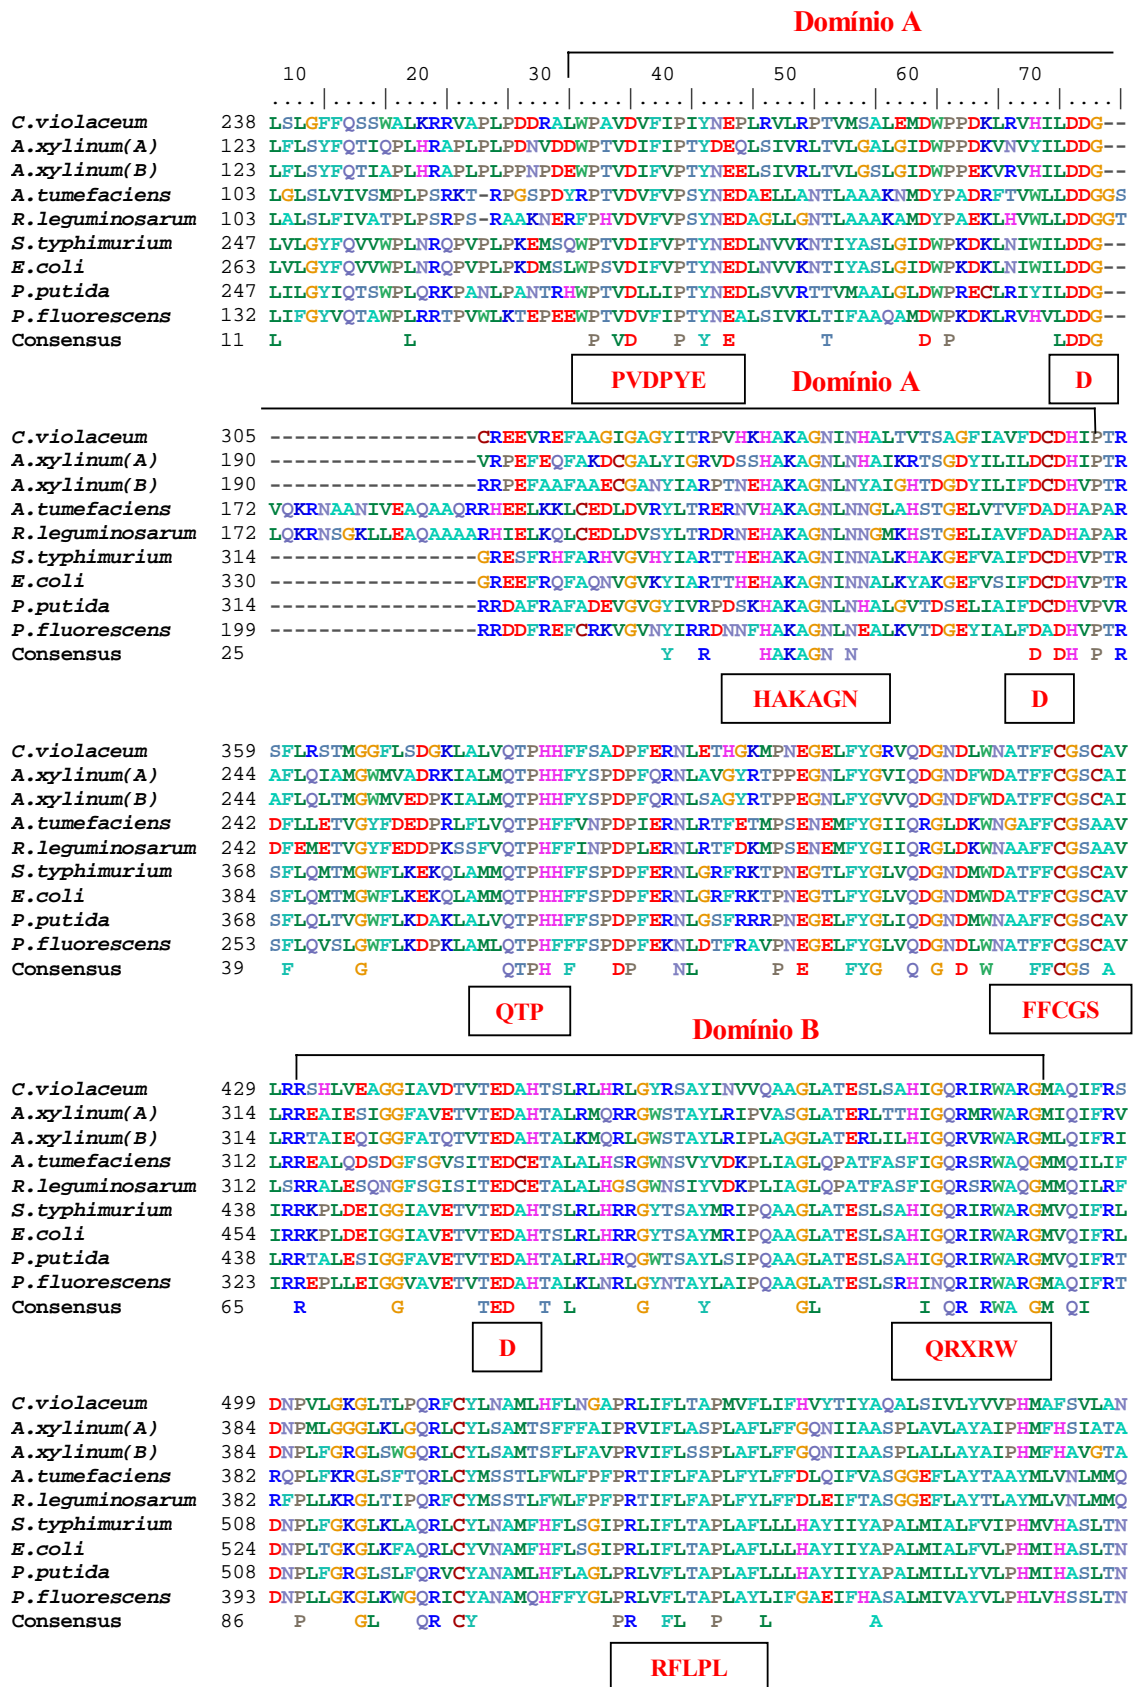 Domínio A
10 20 30 40 50 60 70
....|....|....|....|....|....|....|....|....|....|....|....|....|....|
C.violaceum 238 LSLGFFQSSWALKRRVAPLPDDRALWPAVDVFIPIYNEPLRVLRPTVMSALEMDWPPDKLRVHILDDG--
A.xylinum(A) 123 LFLSYFQTIQPLHRAPLPLPDNVDDWPTVDIFIPTYDEQLSIVRLTVLGALGIDWPPDKVNVYILDDG--
A.xylinum(B) 123 LFLSYFQTIAPLHRAPLPLPPNPDEWPTVDIFVPTYNEELSIVRLTVLGSLGIDWPPEKVRVHILDDG--
A.tumefaciens 103 LGLSLVIVSMPLPSRKT-RPGSPDYRPTVDVFVPSYNEDAELLANTLAAAKNMDYPADRFTVWLLDDGGS
R.leguminosarum 103 LALSLFIVATPLPSRPS-RAAKNERFPHVDVFVPSYNEDAGLLGNTLAAAKAMDYPAEKLHVWLLDDGGT
S.typhimurium 247 LVLGYFQVVWPLNRQPVPLPKEMSQWPTVDIFVPTYNEDLNVVKNTIYASLGIDWPKDKLNIWILDDG--
E.coli 263 LVLGYFQVVWPLNRQPVPLPKDMSLWPSVDIFVPTYNEDLNVVKNTIYASLGIDWPKDKLNIWILDDG--
P.putida 247 LILGYIQTSWPLQRKPANLPANTRHWPTVDLLIPTYNEDLSVVRTTVMAALGLDWPRECLRIYILDDG--
P.fluorescens 132 LIFGYVQTAWPLRRTPVWLKTEPEEWPTVDVFIPTYNEALSIVKLTIFAAQAMDWPKDKLRVHVLDDG--
Consensus 11 L L P VD P Y E T D P LDDG
PVDPYE Domínio A D
C.violaceum 305 -----------------CREEVREFAAGIGAGYITRPVHKHAKAGNINHALTVTSAGFIAVFDCDHIPTR
A.xylinum(A) 190 -----------------VRPEFEQFAKDCGALYIGRVDSSHAKAGNLNHAIKRTSGDYILILDCDHIPTR
A.xylinum(B) 190 -----------------RRPEFAAFAAECGANYIARPTNEHAKAGNLNYAIGHTDGDYILIFDCDHVPTR
A.tumefaciens 172 VQKRNAANIVEAQAAQRRHEELKKLCEDLDVRYLTRERNVHAKAGNLNNGLAHSTGELVTVFDADHAPAR
R.leguminosarum 172 LQKRNSGKLLEAQAAAARHIELKQLCEDLDVSYLTRDRNEHAKAGNLNNGMKHSTGELIAVFDADHAPAR
S.typhimurium 314 -----------------GRESFRHFARHVGVHYIARTTHEHAKAGNINNALKHAKGEFVAIFDCDHVPTR
E.coli 330 -----------------GREEFRQFAQNVGVKYIARTTHEHAKAGNINNALKYAKGEFVSIFDCDHVPTR
P.putida 314 -----------------RRDAFRAFADEVGVGYIVRPDSKHAKAGNLNHALGVTDSELIAIFDCDHVPVR
P.fluorescens 199 -----------------RRDDFREFCRKVGVNYIRRDNNFHAKAGNLNEALKVTDGEYIALFDADHVPTR
Consensus 25 Y R HAKAGN N D DH P R
HAKAGN D
C.violaceum 359 SFLRSTMGGFLSDGKLALVQTPHHFFSADPFERNLETHGKMPNEGELFYGRVQDGNDLWNATFFCGSCAV
A.xylinum(A) 244 AFLQIAMGWMVADRKIALMQTPHHFYSPDPFQRNLAVGYRTPPEGNLFYGVIQDGNDFWDATFFCGSCAI
A.xylinum(B) 244 AFLQLTMGWMVEDPKIALMQTPHHFYSPDPFQRNLSAGYRTPPEGNLFYGVVQDGNDFWDATFFCGSCAI
A.tumefaciens 242 DFLLETVGYFDEDPRLFLVQTPHFFVNPDPIERNLRTFETMPSENEMFYGIIQRGLDKWNGAFFCGSAAV
R.leguminosarum 242 DFEMETVGYFEDDPKSSFVQTPHFFINPDPLERNLRTFDKMPSENEMFYGIIQRGLDKWNAAFFCGSAAV
S.typhimurium 368 SFLQMTMGWFLKEKQLAMMQTPHHFFSPDPFERNLGRFRKTPNEGTLFYGLVQDGNDMWDATFFCGSCAV
E.coli 384 SFLQMTMGWFLKEKQLAMMQTPHHFFSPDPFERNLGRFRKTPNEGTLFYGLVQDGNDMWDATFFCGSCAV
P.putida 368 SFLQLTVGWFLKDAKLALVQTPHHFFSPDPFERNLGSFRRRPNEGELFYGLIQDGNDMWNAAFFCGSCAV
P.fluorescens 253 SFLQVSLGWFLKDPKLAMLQTPHFFFSPDPFEKNLDTFRAVPNEGELFYGLVQDGNDLWNATFFCGSCAV
Consensus 39 F G QTPH F DP NL P E FYG Q G D W FFCGS A
QTP FFCGS
Domínio B
C.violaceum 429 LRRSHLVEAGGIAVDTVTEDAHTSLRLHRLGYRSAYINVVQAAGLATESLSAHIGQRIRWARGMAQIFRS
A.xylinum(A) 314 LRREAIESIGGFAVETVTEDAHTALRMQRRGWSTAYLRIPVASGLATERLTTHIGQRMRWARGMIQIFRV
A.xylinum(B) 314 LRRTAIEQIGGFATQTVTEDAHTALKMQRLGWSTAYLRIPLAGGLATERLILHIGQRVRWARGMLQIFRI
A.tumefaciens 312 LRREALQDSDGFSGVSITEDCETALALHSRGWNSVYVDKPLIAGLQPATFASFIGQRSRWAQGMMQILIF
R.leguminosarum 312 LSRRALESQNGFSGISITEDCETALALHGSGWNSIYVDKPLIAGLQPATFASFIGQRSRWAQGMMQILRF
S.typhimurium 438 IRRKPLDEIGGIAVETVTEDAHTSLRLHRRGYTSAYMRIPQAAGLATESLSAHIGQRIRWARGMVQIFRL
E.coli 454 IRRKPLDEIGGIAVETVTEDAHTSLRLHRRGYTSAYMRIPQAAGLATESLSAHIGQRIRWARGMVQIFRL
P.putida 438 LRRTALESIGGFAVETVTEDAHTALRLHRQGWTSAYLSIPQAAGLATESLSAHIGQRIRWARGMVQIFRT
P.fluorescens 323 IRREPLLEIGGVAVETVTEDAHTALKLNRLGYNTAYLAIPQAAGLATESLSRHINQRIRWARGMAQIFRT
Consensus 65 R G TED T L G Y GL I QR RWA GM QI
D QRXRW
C.violaceum 499 DNPVLGKGLTLPQRFCYLNAMLHFLNGAPRLIFLTAPMVFLIFHVYTIYAQALSIVLYVVPHMAFSVLAN
A.xylinum(A) 384 DNPMLGGGLKLGQRLCYLSAMTSFFFAIPRVIFLASPLAFLFFGQNIIAASPLAVLAYAIPHMFHSIATA
A.xylinum(B) 384 DNPLFGRGLSWGQRLCYLSAMTSFLFAVPRVIFLSSPLAFLFFGQNIIAASPLALLAYAIPHMFHAVGTA
A.tumefaciens 382 RQPLFKRGLSFTQRLCYMSSTLFWLFPFPRTIFLFAPLFYLFFDLQIFVASGGEFLAYTAAYMLVNLMMQ
R.leguminosarum 382 RFPLLKRGLTIPQRFCYMSSTLFWLFPFPRTIFLFAPLFYLFFDLEIFTASGGEFLAYTLAYMLVNLMMQ
S.typhimurium 508 DNPLFGKGLKLAQRLCYLNAMFHFLSGIPRLIFLTAPLAFLLLHAYIIYAPALMIALFVIPHMVHASLTN
E.coli 524 DNPLTGKGLKFAQRLCYVNAMFHFLSGIPRLIFLTAPLAFLLLHAYIIYAPALMIALFVLPHMIHASLTN
P.putida 508 DNPLFGRGLSLFQRVCYANAMLHFLAGLPRLVFLTAPLAFLLLHAYIIYAPALMILLYVLPHMIHASLTN
P.fluorescens 393 DNPLLGKGLKWGQRICYANAMQHFFYGLPRLVFLTAPLAYLIFGAEIFHASALMIVAYVLPHLVHSSLTN
Consensus 86 P GL QR CY PR FL P L A
RFLPL